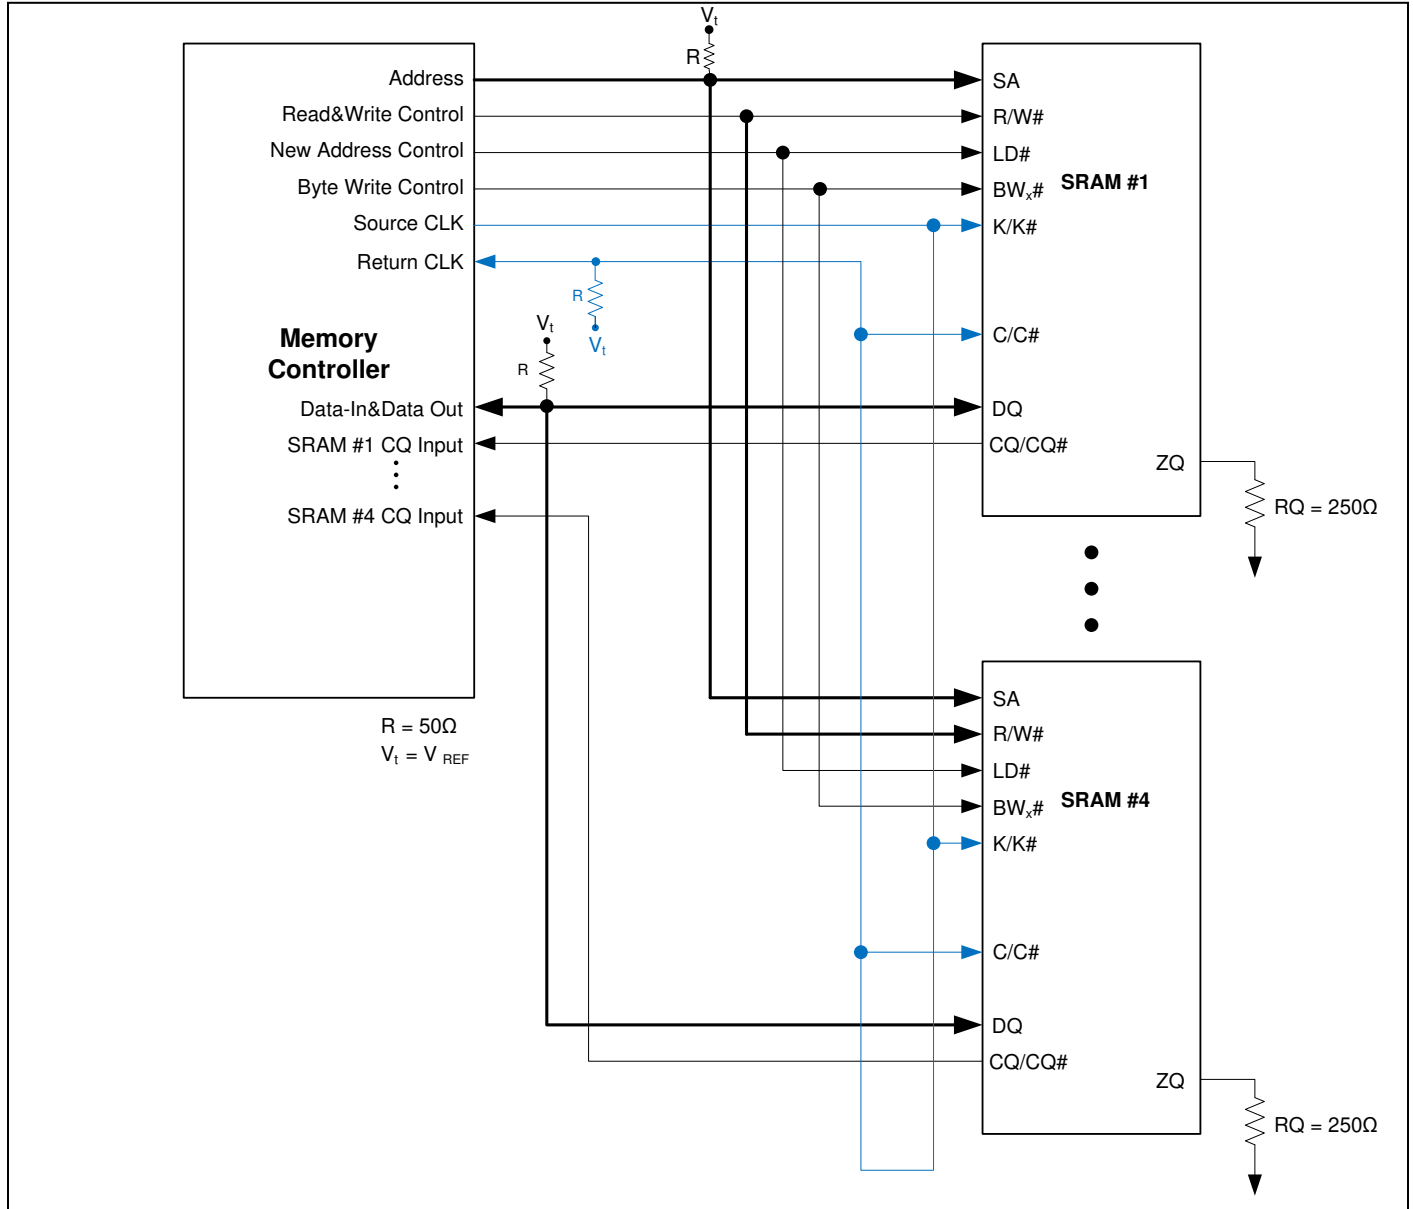 Vt
R
Address
Read&Write Control
New Address Control
Byte Write Control
Source CLK
Return CLK
R
Vt
Vt
R
Memory
Controller
Data-In&Data Out
SRAM #1 CQ Input
SRAM #4 CQ Input
R = 50Ω
Vt = V REF
SA
R/W#
LD#
BWx#
SRAM #1
K/K#
C/C#
DQ
CQ/CQ#
ZQ
RQ = 250Ω
SA
R/W#
LD#
BWx#
SRAM #4
K/K#
C/C#
DQ
CQ/CQ#
ZQ
RQ = 250Ω